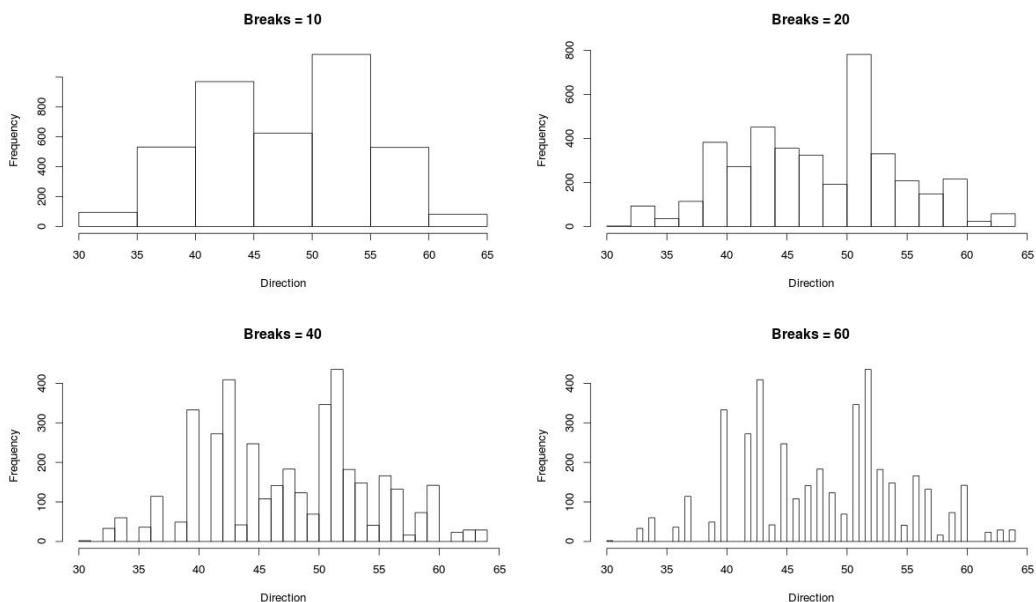 Breaks = 10
Frequency
0 200 400 600 800
30 35 40 45 50 55 60 65
Direction
Breaks = 20
Frequency
0 200 400 600 800
30 35 40 45 50 55 60 65
Direction
Breaks = 40
Frequency
0 100 200 300 400
30 35 40 45 50 55 60 65
Direction
Breaks = 60
Frequency
0 100 200 300 400
30 35 40 45 50 55 60 65
Direction